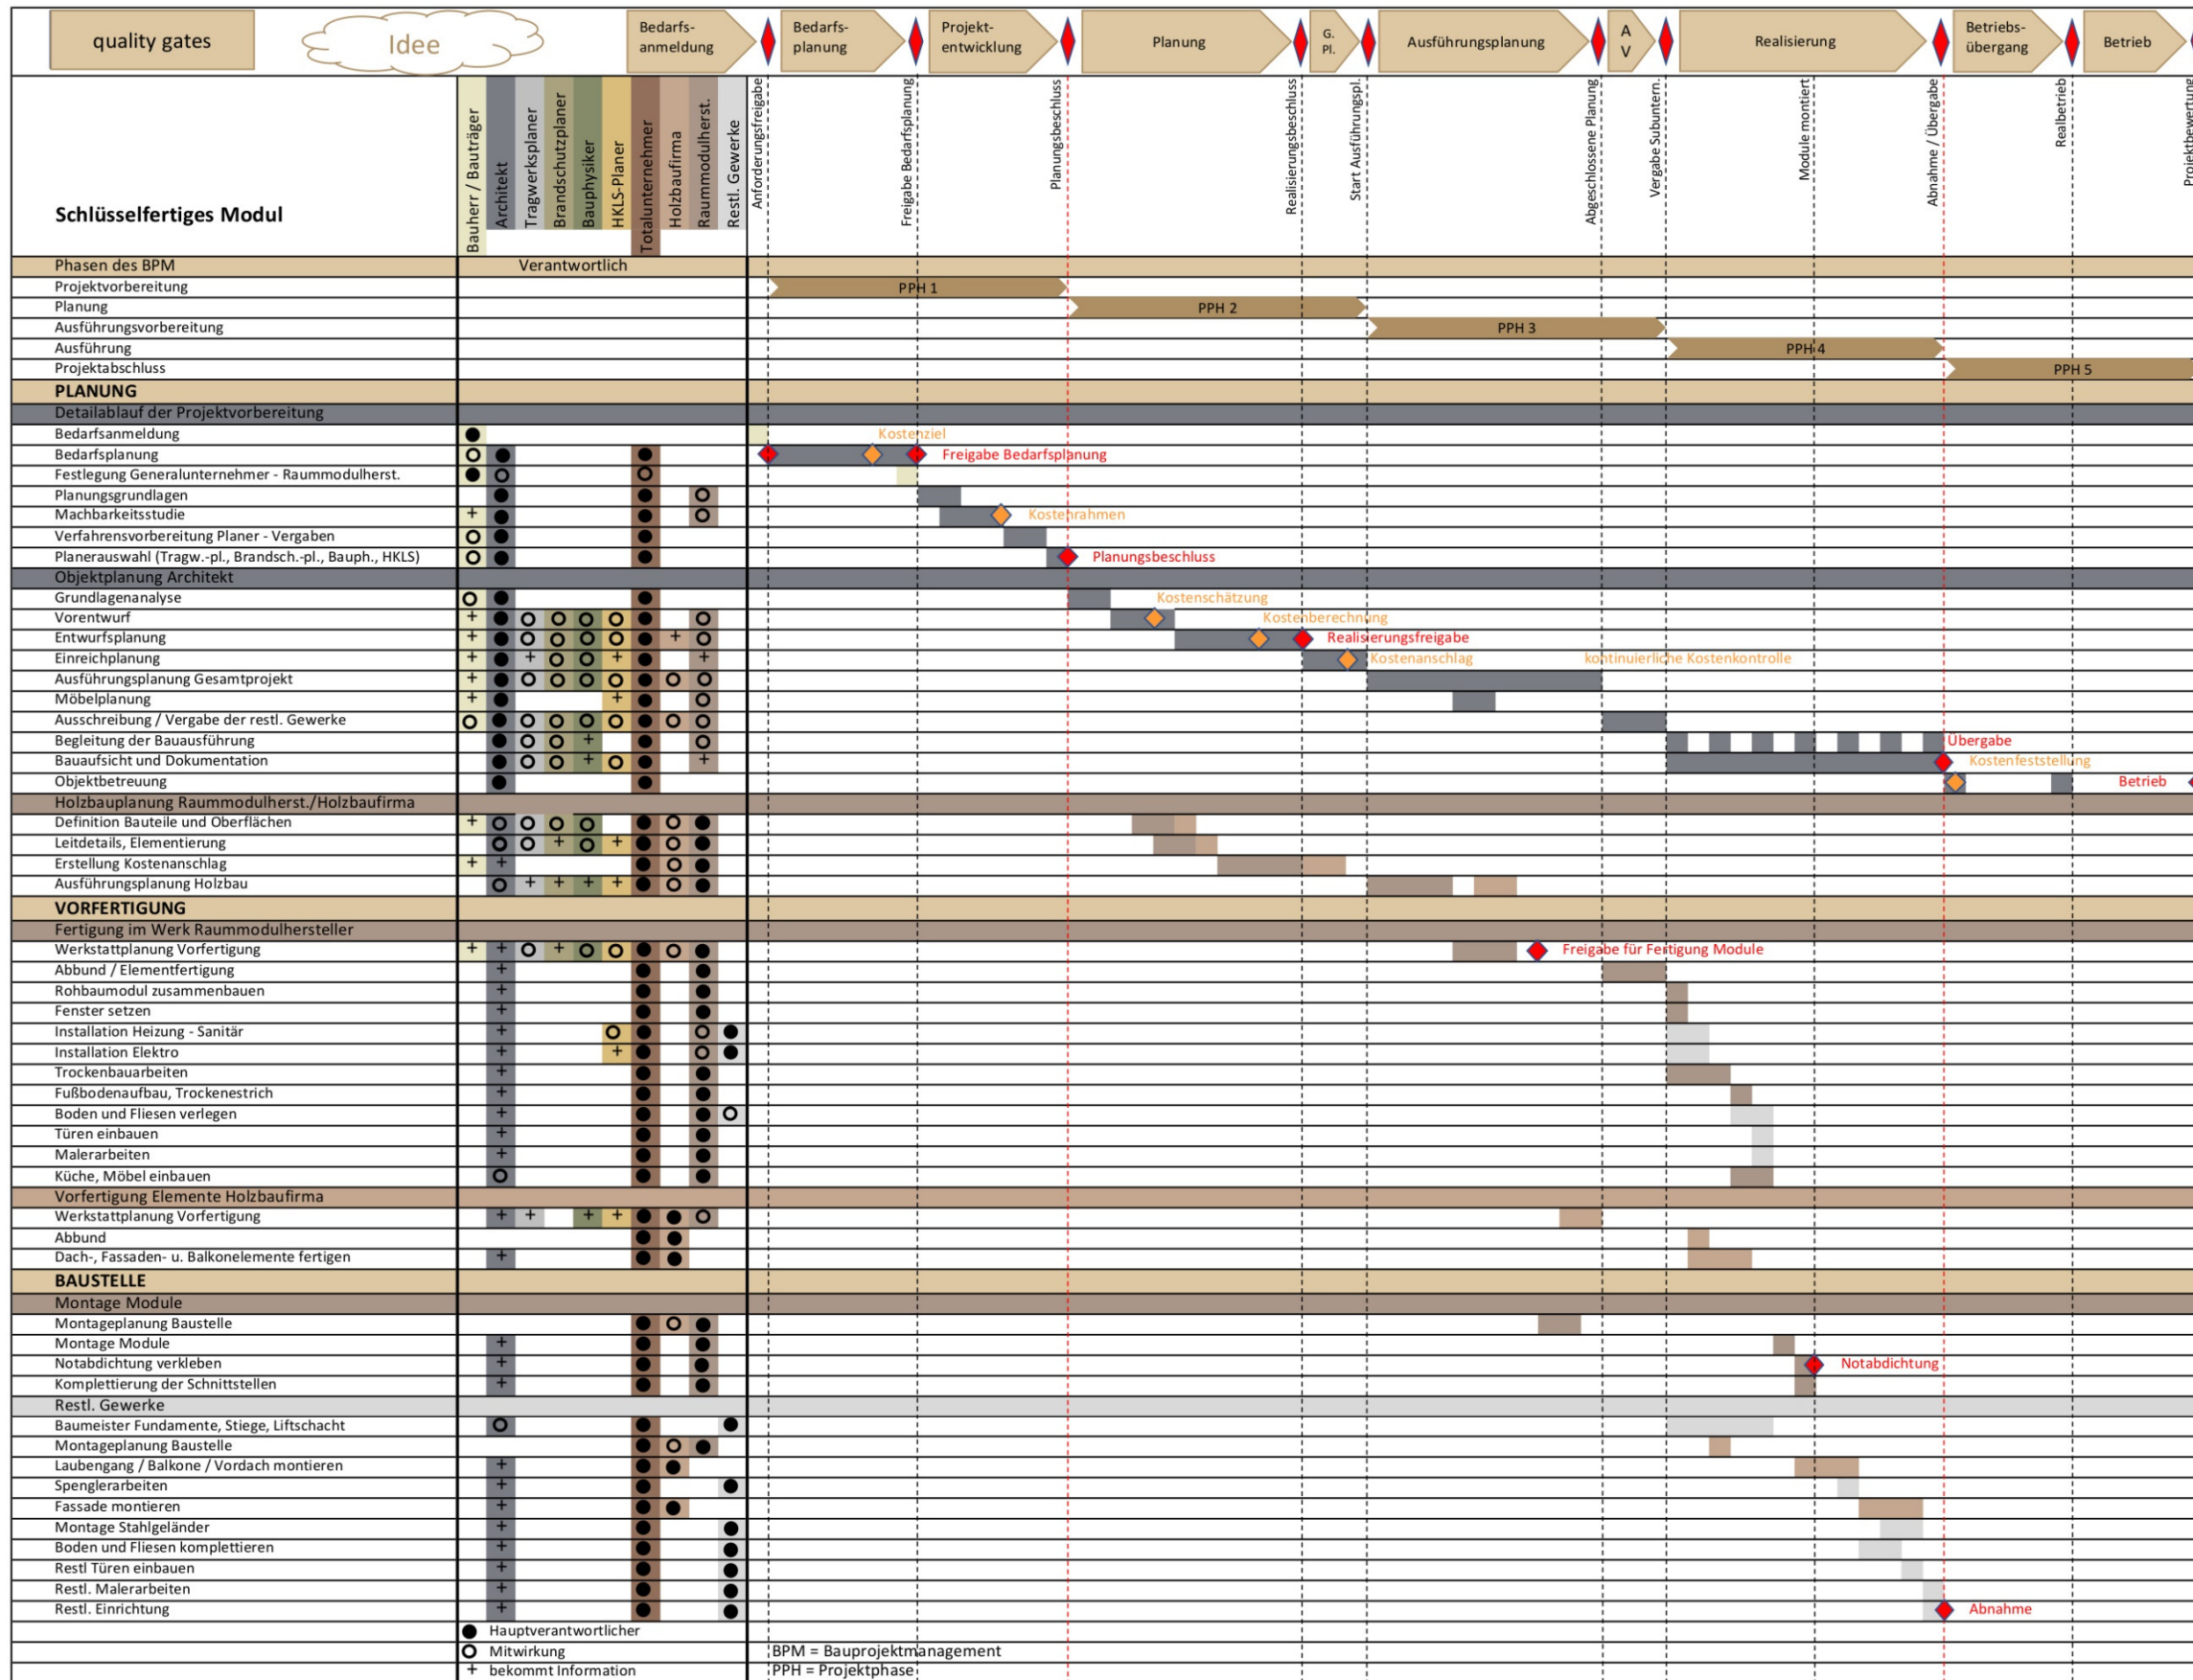 quality gates
Idee
Bedarfs-
anmeldung
Bedarfs-
planung
Projekt-
entwicklung
Planung
G.
Pl.
Ausführungsplanung
A
V
Realisierung
Betriebs-
übergang
Betrieb
Schlüsselfertiges Modul
Bauherr / Bauträger
Architekt
Tragwerksplaner
Brandschutzplaner
Bauphysiker
HKLS-Planer
Totalunternehmer
Holzbaufirma
Raummodulherst.
Restl. Gewerke
Anforderungsfreigabe
Freigabe Bedarfsplanung
Planungsbeschluss
Realisierungsbeschluss
Start Ausführungspl.
Abgeschlossene Planung
Vergabe Subuntern.
Module montiert
Abnahme / Übergabe
Realbetrieb
Projektbewertung
Phasen des BPM
Verantwortlich
Projektvorbereitung
PPH 1
Planung
PPH 2
Ausführungsvorbereitung
PPH 3
Ausführung
PPH 4
Projektabschluss
PPH 5
PLANUNG
Detailablauf der Projektvorbereitung
Bedarfsanmeldung
Kostenziel
Bedarfsplanung
Freigabe Bedarfsplanung
Festlegung Generalunternehmer - Raummodulherst.
Planungsgrundlagen
Machbarkeitsstudie +
Kostenrahmen
Verfahrensvorbereitung Planer - Vergaben
Planerauswahl (Tragw.-pl., Brandsch.-pl., Bauph., HKLS)
Planungsbeschluss
Objektplanung Architekt
Grundlagenanalyse
Kostenschätzung
Vorentwurf +
Kostenberechnung
Entwurfsplanung + +
Realisierungsfreigabe
Einreichplanung + + + +
Kostenanschlag
kontinuierliche Kostenkontrolle
Ausführungsplanung Gesamtprojekt +
Möbelplanung + +
Ausschreibung / Vergabe der restl. Gewerke
Begleitung der Bauausführung +
Übergabe
Bauaufsicht und Dokumentation + +
Kostenfeststellung
Objektbetreuung
Betrieb
Holzbauplanung Raummodulherst./Holzbaufirma
Definition Bauteile und Oberflächen +
Leitdetails, Elementierung + +
Erstellung Kostenanschlag + +
Ausführungsplanung Holzbau + + + +
VORFERTIGUNG
Fertigung im Werk Raummodulhersteller
Werkstattplanung Vorfertigung + + +
Freigabe für Fertigung Module
Abbund / Elementfertigung +
Rohbaumodul zusammenbauen +
Fenster setzen +
Installation Heizung - Sanitär +
Installation Elektro + +
Trockenbauarbeiten +
Fußbodenaufbau, Trockenestrich +
Boden und Fliesen verlegen +
Türen einbauen +
Malerarbeiten +
Küche, Möbel einbauen
Vorfertigung Elemente Holzbaufirma
Werkstattplanung Vorfertigung + + + +
Abbund
Dach-, Fassaden- u. Balkonelemente fertigen +
BAUSTELLE
Montage Module
Montageplanung Baustelle
Montage Module +
Notabdichtung verkleben +
Notabdichtung
Komplettierung der Schnittstellen +
Restl. Gewerke
Baumeister Fundamente, Stiege, Liftschacht
Montageplanung Baustelle
Laubengang / Balkone / Vordach montieren +
Spenglerarbeiten +
Fassade montieren +
Montage Stahlgeländer +
Boden und Fliesen komplettieren +
Restl Türen einbauen +
Restl. Malerarbeiten +
Restl. Einrichtung +
Abnahme
Hauptverantwortlicher
Mitwirkung
BPM = Bauprojektmanagement
+ bekommt Information
PPH = Projektphase